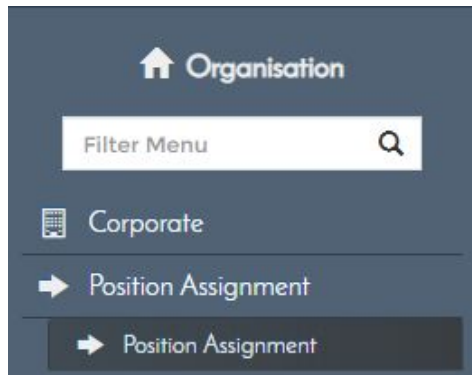 Organisation
Filter Menu
Corporate
Position Assignment
Position Assignment